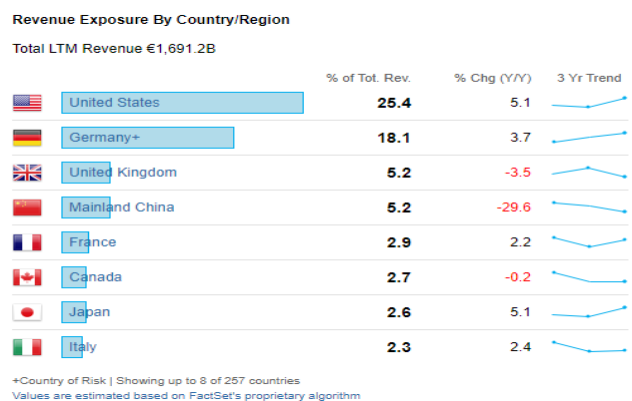 Revenue Exposure By Country/Region
Total LTM Revenue €1,691.2B
% of Tot. Rev. % Chg (Y/Y) 3 Yr Trend
United States 25.4 5.1
Germany+ 18.1 3.7
United Kingdom 5.2 -3.5
Mainland China 5.2 -29.6
France 2.9 2.2
Canada 2.7 -0.2
Japan 2.6 5.1
Italy 2.3 2.4
+Country of Risk | Showing up to 8 of 257 countries
Values are estimated based on FactSet's proprietary algorithm